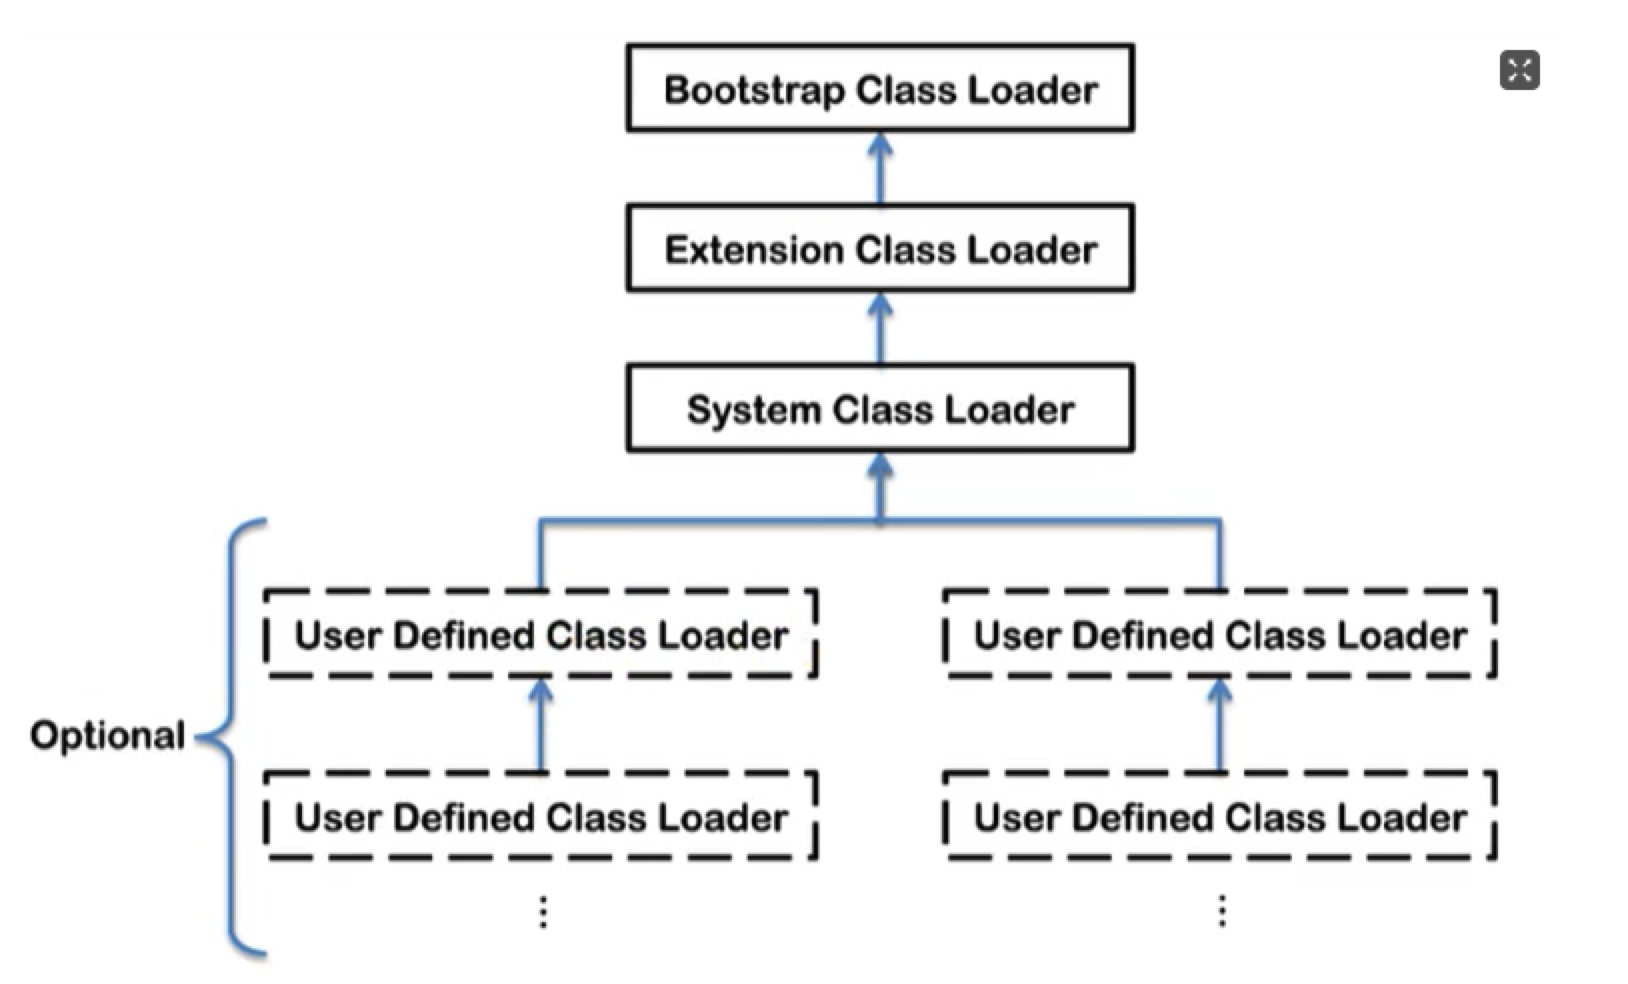 Bootstrap Class Loader
Extension Class Loader
System Class Loader
User Defined Class Loader
User Defined Class Loader
Optional
User Defined Class Loader
User Defined Class Loader